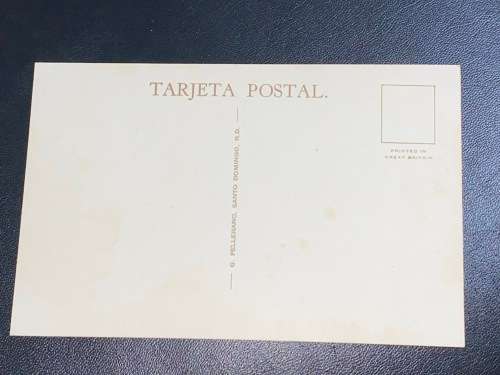 TARJETA POSTAL.
G. PELLERANO, SANTO DOMINGO, R.D.
PRINTED IN
GREAT BRITAIN